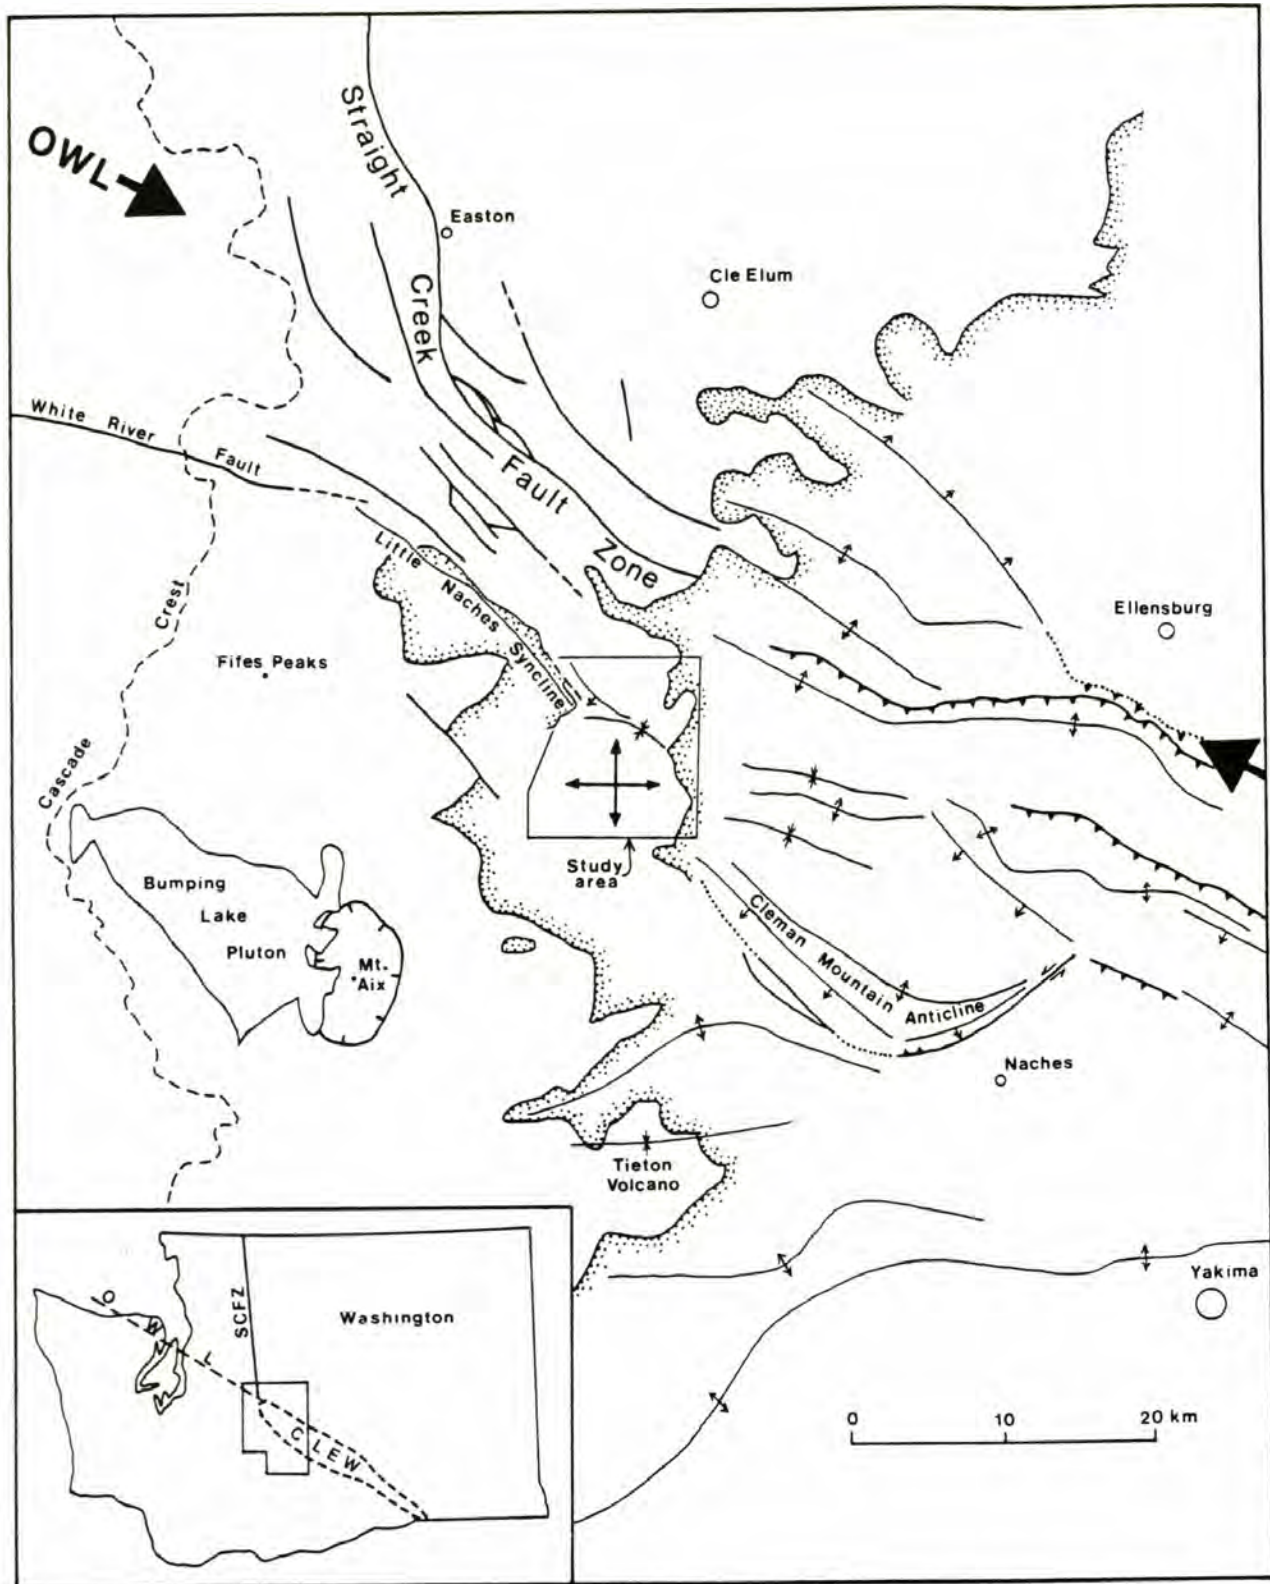 OWL
Straight
Creek
Fault
Zone
Easton
Cle Elum
White River
Fault
Little Naches Syncline
Ellensburg
Crest
Cascade
Fifes Peaks
Study
area
Bumping
Lake
Pluton
Mt.
Aix
Cleman Mountain Anticline
Naches
Tieton
Volcano
Yakima
0 10 20 km
OWL
SCFZ
Washington
CLEW